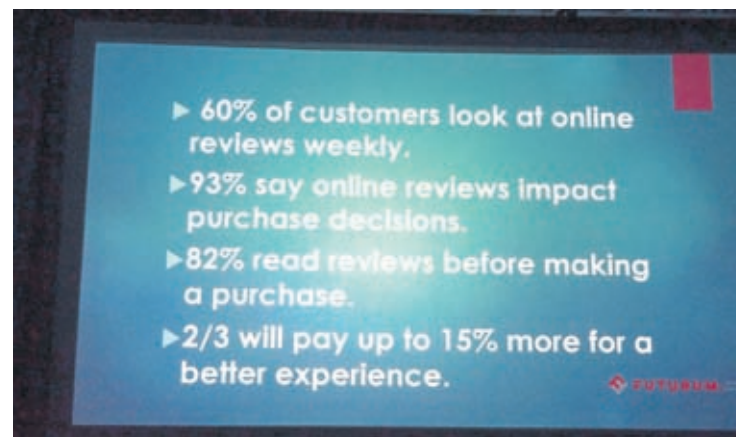 ▶ 60% of customers look at online
reviews weekly.
▶93% say online reviews impact
purchase decisions.
▶82% read reviews before making
a purchase.
▶2/3 will pay up to 15% more for a
better experience.
FUTURUM